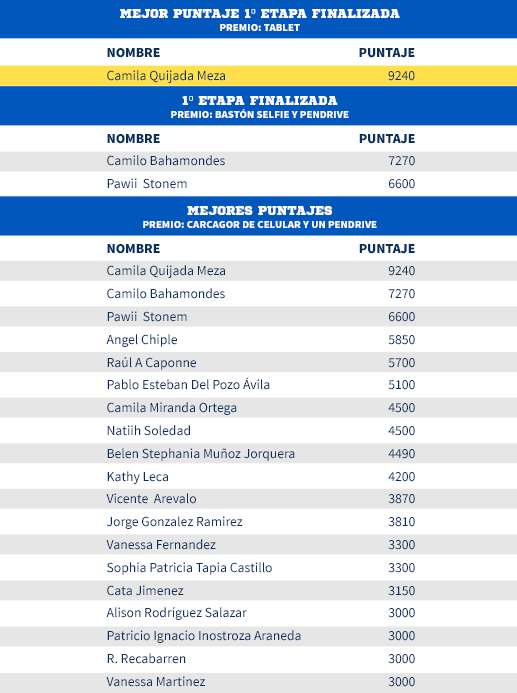 MEJOR PUNTAJE 1º ETAPA FINALIZADA
PREMIO: TABLET
NOMBRE PUNTAJE
Camila Quijada Meza 9240
1º ETAPA FINALIZADA
PREMIO: BASTÓN SELFIE Y PENDRIVE
NOMBRE PUNTAJE
Camilo Bahamondes 7270
Pawii Stonem 6600
MEJORES PUNTAJES
PREMIO: CARCAGOR DE CELULAR Y UN PENDRIVE
NOMBRE PUNTAJE
Camila Quijada Meza 9240
Camilo Bahamondes 7270
Pawii Stonem 6600
Angel Chiple 5850
Raúl A Caponne 5700
Pablo Esteban Del Pozo Ávila 5100
Camila Miranda Ortega 4500
Natiih Soledad 4500
Belen Stephania Muñoz Jorquera 4490
Kathy Leca 4200
Vicente Arevalo 3870
Jorge Gonzalez Ramirez 3810
Vanessa Fernandez 3300
Sophia Patricia Tapia Castillo 3300
Cata Jimenez 3150
Alison Rodríguez Salazar 3000
Patricio Ignacio Inostroza Araneda 3000
R. Recabarren 3000
Vanessa Martinez 3000